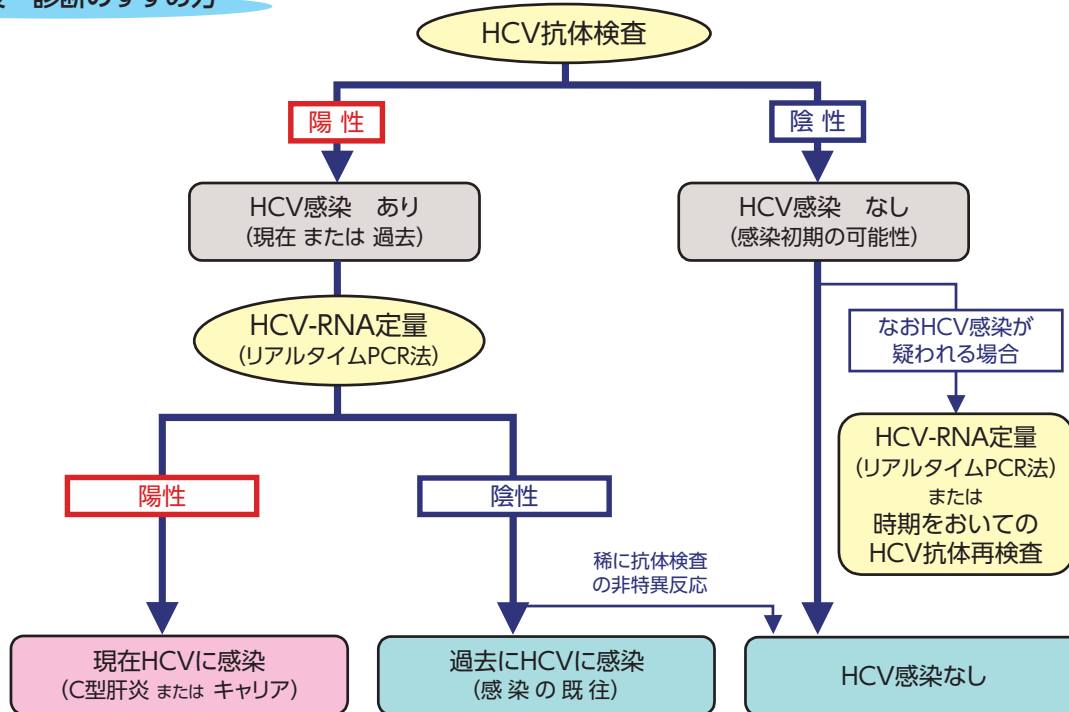 診断のすすめ方
HCV抗体検査
陽 性
陰 性
HCV感染 あり
(現在 または 過去)
HCV感染 なし
(感染初期の可能性)
HCV-RNA定量
(リアルタイムPCR法)
なおHCV感染が
疑われる場合
陽性
陰性
HCV-RNA定量
(リアルタイムPCR法)
または
時期をおいての
HCV抗体再検査
稀に抗体検査
の非特異反応
現在HCVに感染
(C型肝炎 または キャリア)
過去にHCVに感染
(感 染 の 既 往)
HCV感染なし